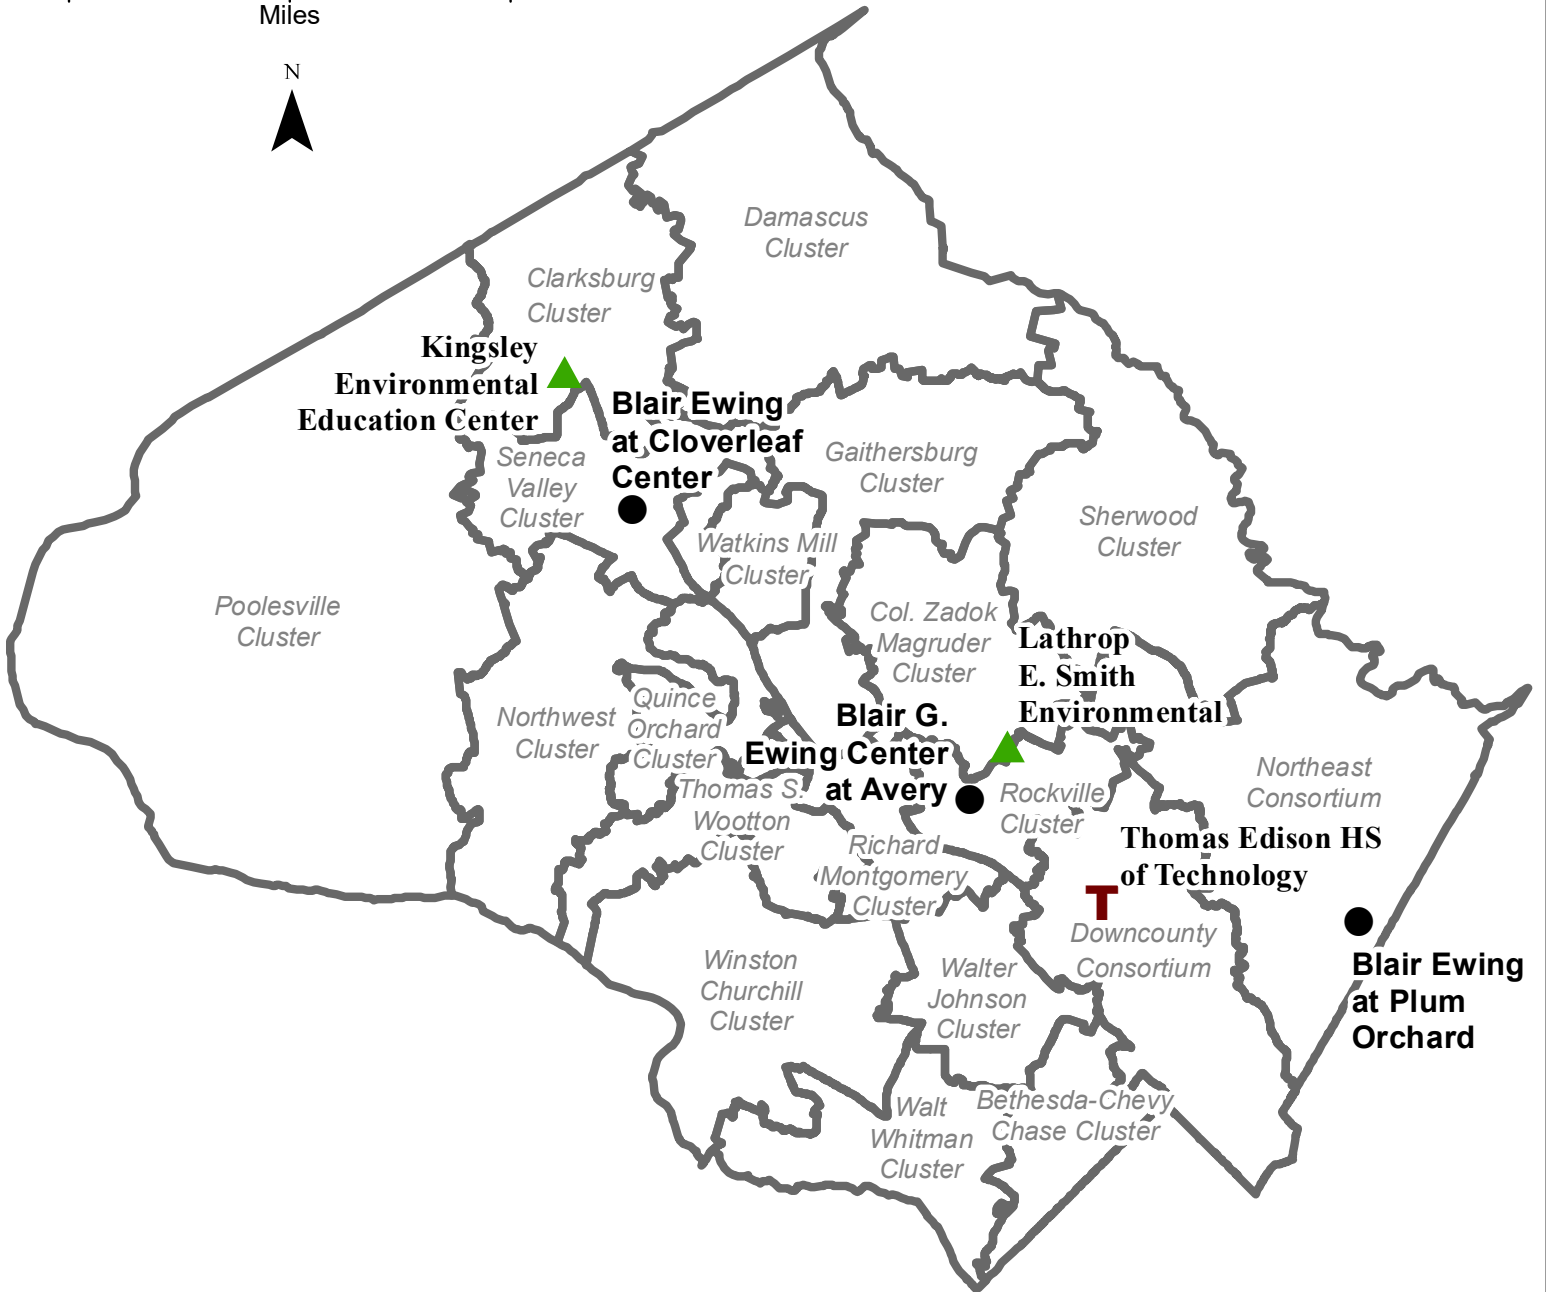 Miles
N
Damascus
Cluster
Clarksburg
Cluster
Kingsley
Environmental
Education Center
Blair Ewing
at Cloverleaf
Center
Seneca
Valley
Cluster
Gaithersburg
Cluster
Sherwood
Cluster
Watkins Mill
Cluster
Poolesville
Cluster
Col. Zadok
Magruder
Cluster
Lathrop
E. Smith
Environmental
Quince
Orchard
Cluster
Northwest
Cluster
Blair G.
Ewing Center
at Avery
Rockville
Cluster
Northeast
Consortium
Thomas S.
Wootton
Cluster
Richard
Montgomery
Cluster
Thomas Edison HS
of Technology
T
Downcounty
Consortium
Winston
Churchill
Cluster
Walter
Johnson
Cluster
Blair Ewing
at Plum
Orchard
Walt
Whitman
Cluster
Bethesda-Chevy
Chase Cluster